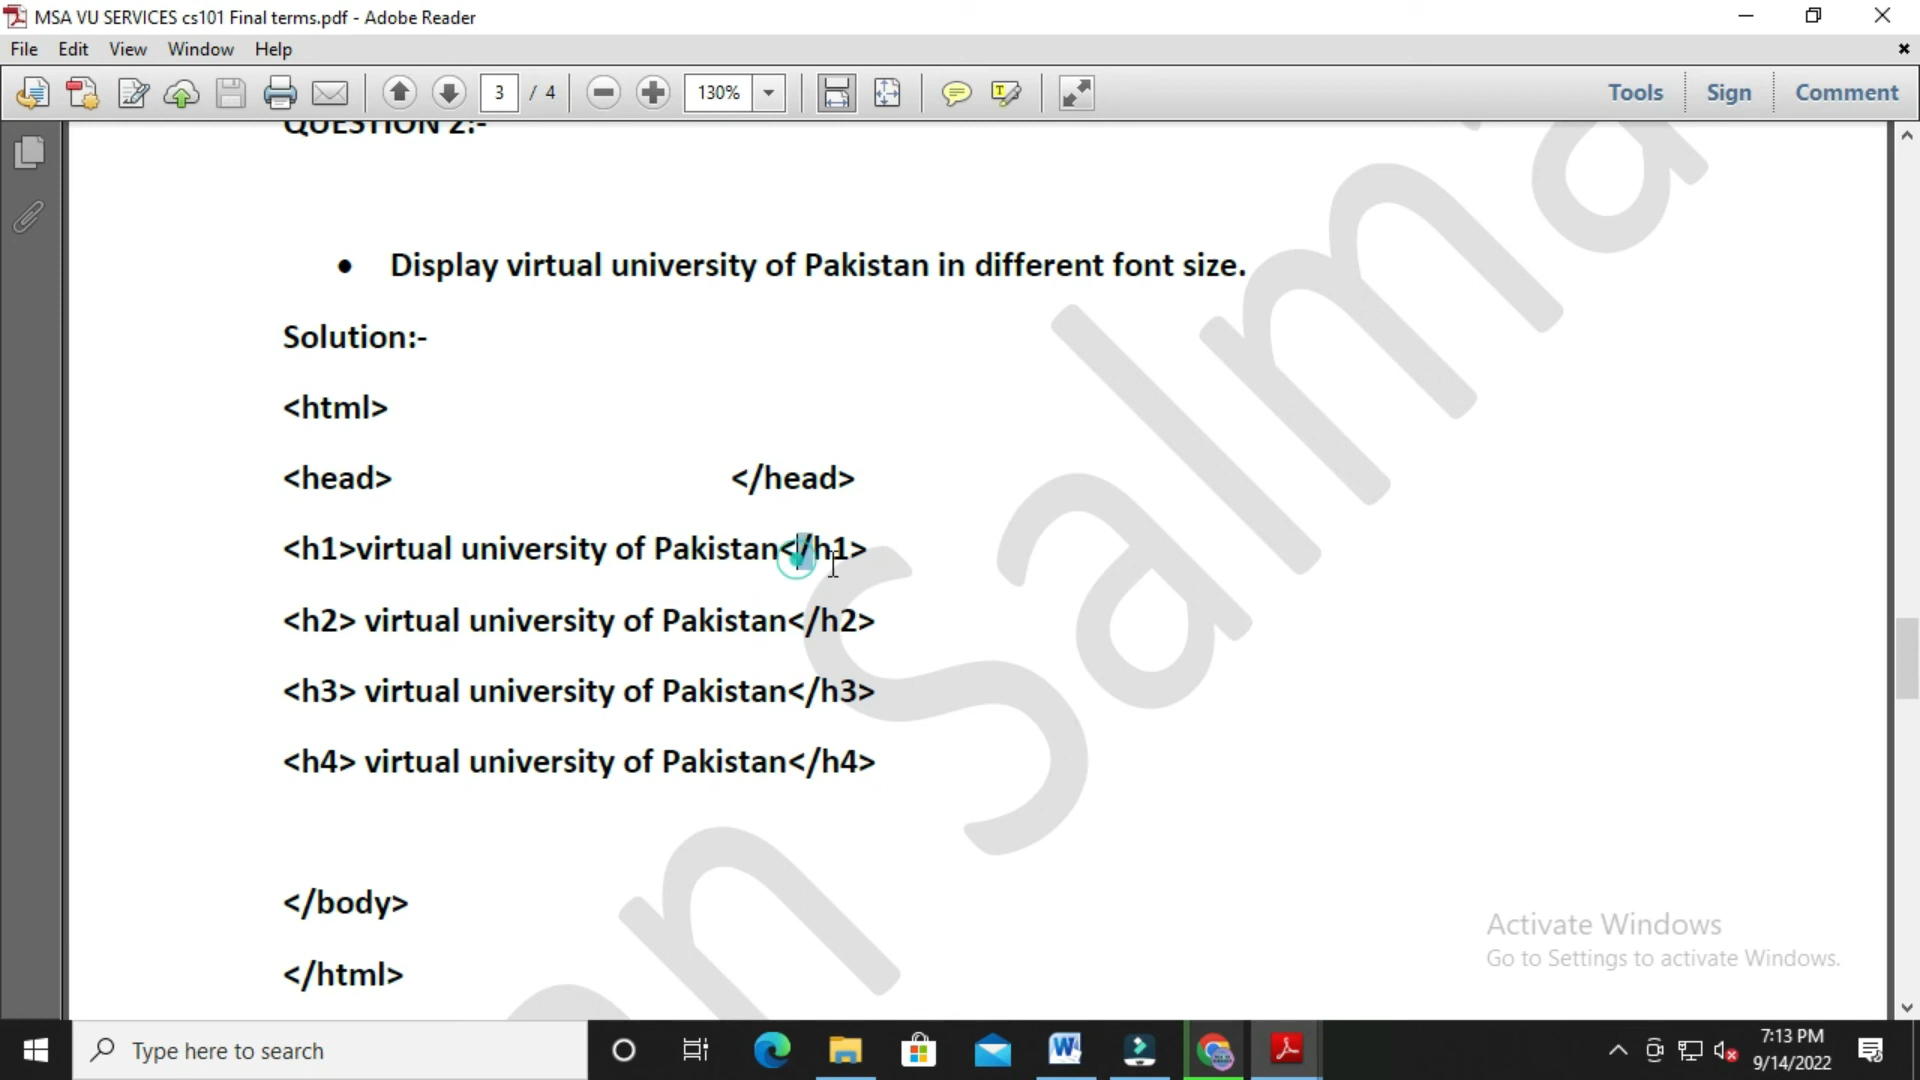 MSA VU SERVICES cs101 Final terms.pdf - Adobe Reader
File Edit View Window Help
3 / 4 130% Tools Sign Comment
QUESTION 2:-
• Display virtual university of Pakistan in different font size.
Solution:-
<html>
<head> </head>
<h1>virtual university of Pakistan</h1>
<h2> virtual university of Pakistan</h2>
<h3> virtual university of Pakistan</h3>
<h4> virtual university of Pakistan</h4>
</body>
</html>
an Salma
Activate Windows
Go to Settings to activate Windows.
Type here to search
7:13 PM
9/14/2022